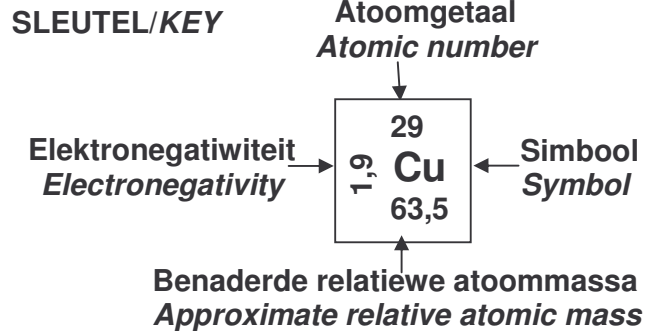 SLEUTEL/KEY
Atoomgetaal
Atomic number
Elektronegatiwiteit
Electronegativity
29
1,9
Cu
63,5
Simbool
Symbol
Benaderde relatiewe atoommassa
Approximate relative atomic mass